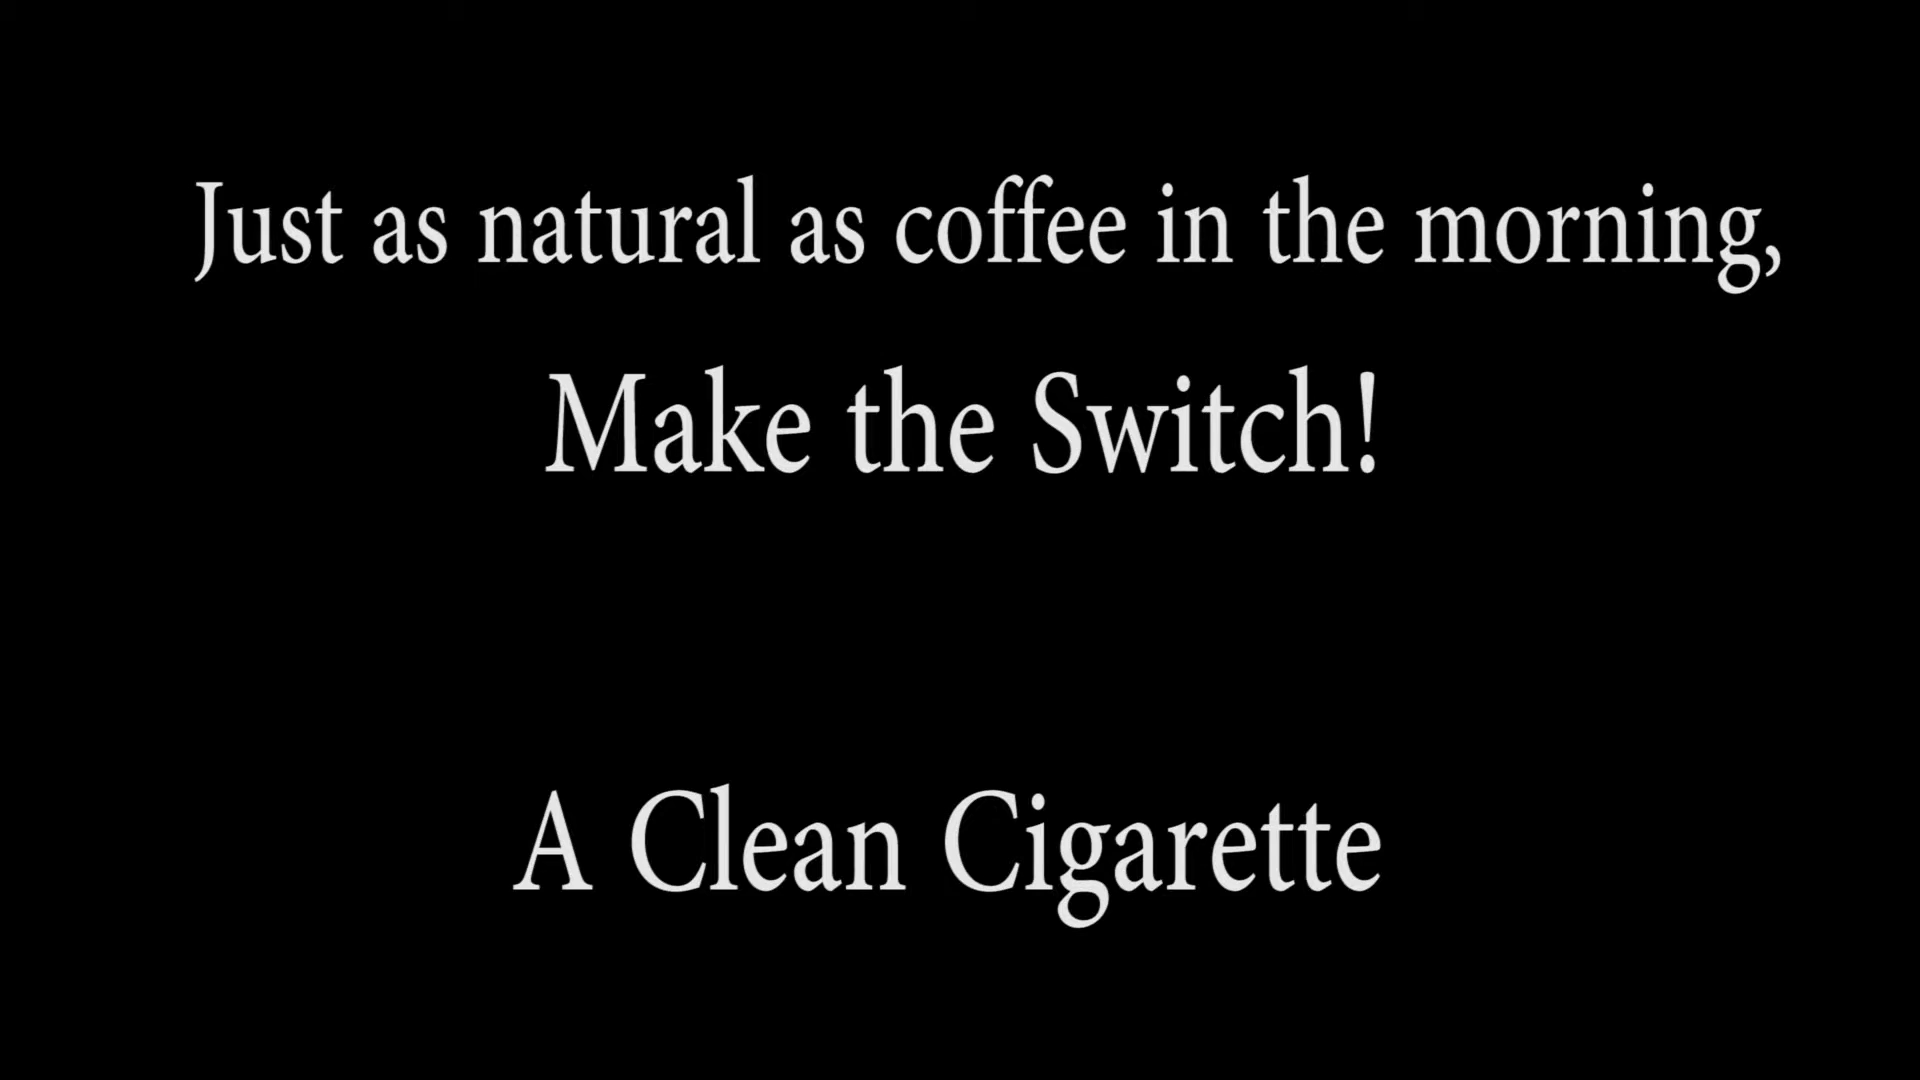 Just as natural as coffee in the morning,
Make the Switch!
A Clean Cigarette